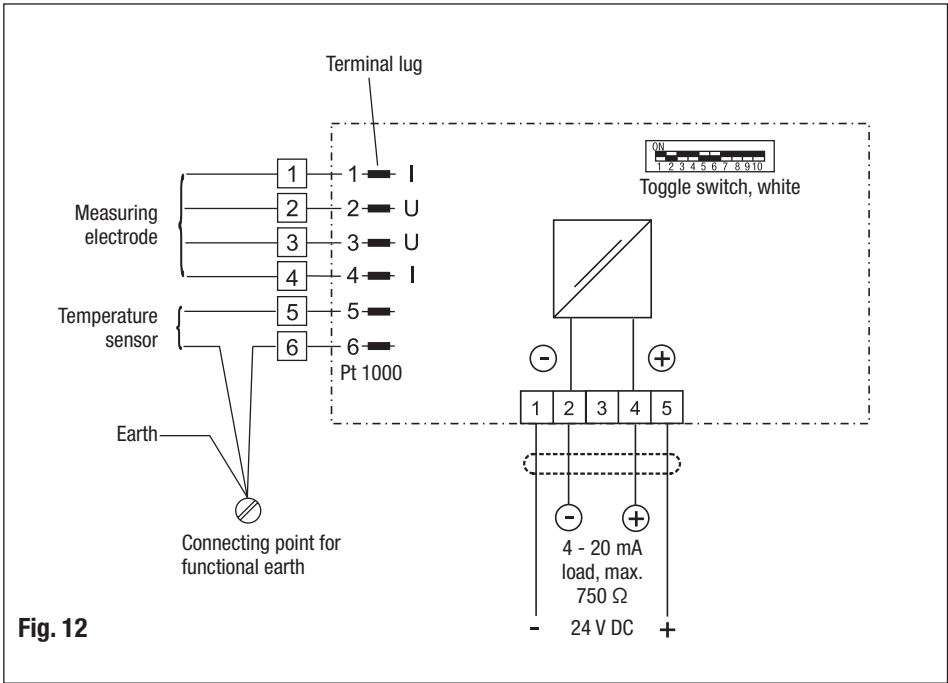 Terminal lug
ON
1 2 3 4 5 6 7 8 9 10
Toggle switch, white
Measuring
electrode
1 1 I
2 2 U
3 3 U
4 4 I
Temperature
sensor
5 5
6 6
Pt 1000
- +
1 2 3 4 5
Earth
Connecting point for
functional earth
- +
4 - 20 mA
load, max.
750 Ω
- 24 V DC +
Fig. 12